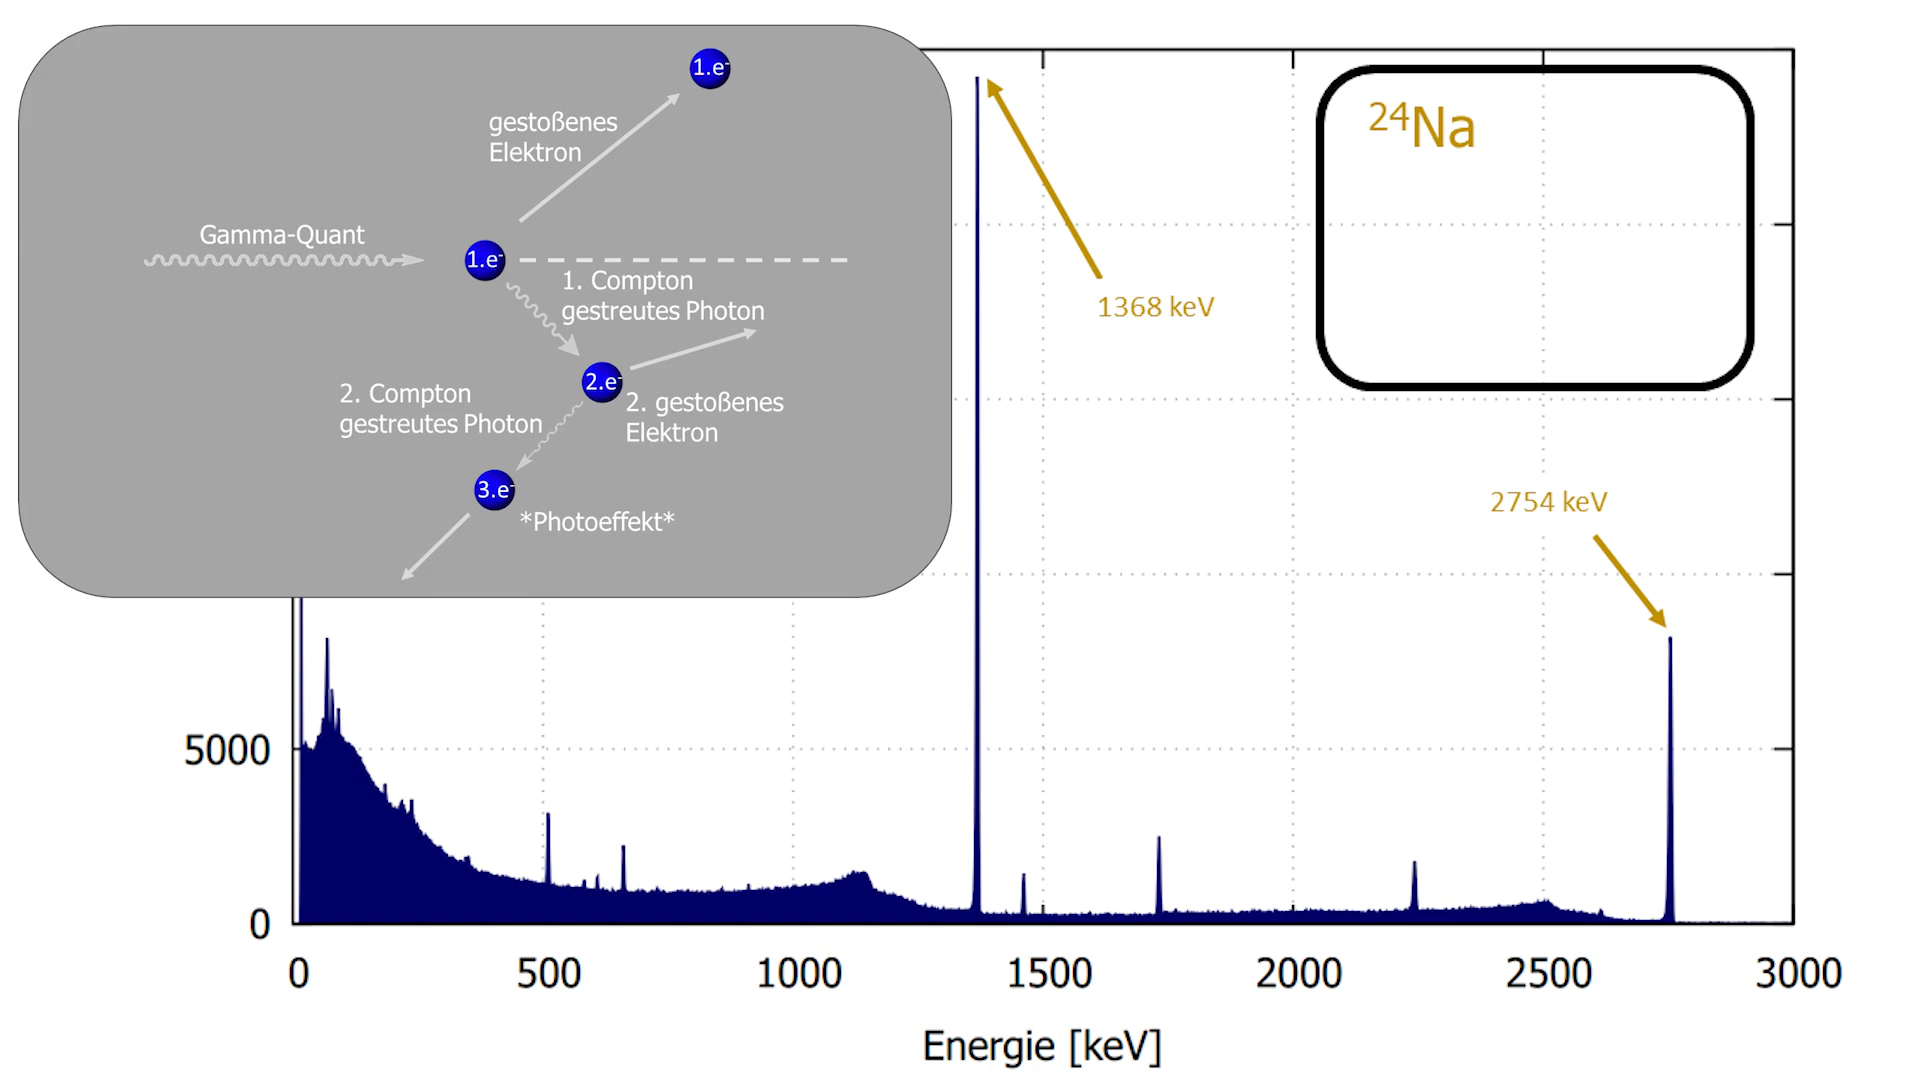 1.e⁻
gestoßenes
Elektron
Gamma-Quant
1.e⁻
1. Compton
gestreutes Photon
2.e⁻
2. Compton
gestreutes Photon
2. gestoßenes
Elektron
3.e⁻
*Photoeffekt*
²⁴Na
1368 keV
2754 keV
5000
0
0 500 1000 1500 2000 2500 3000
Energie [keV]